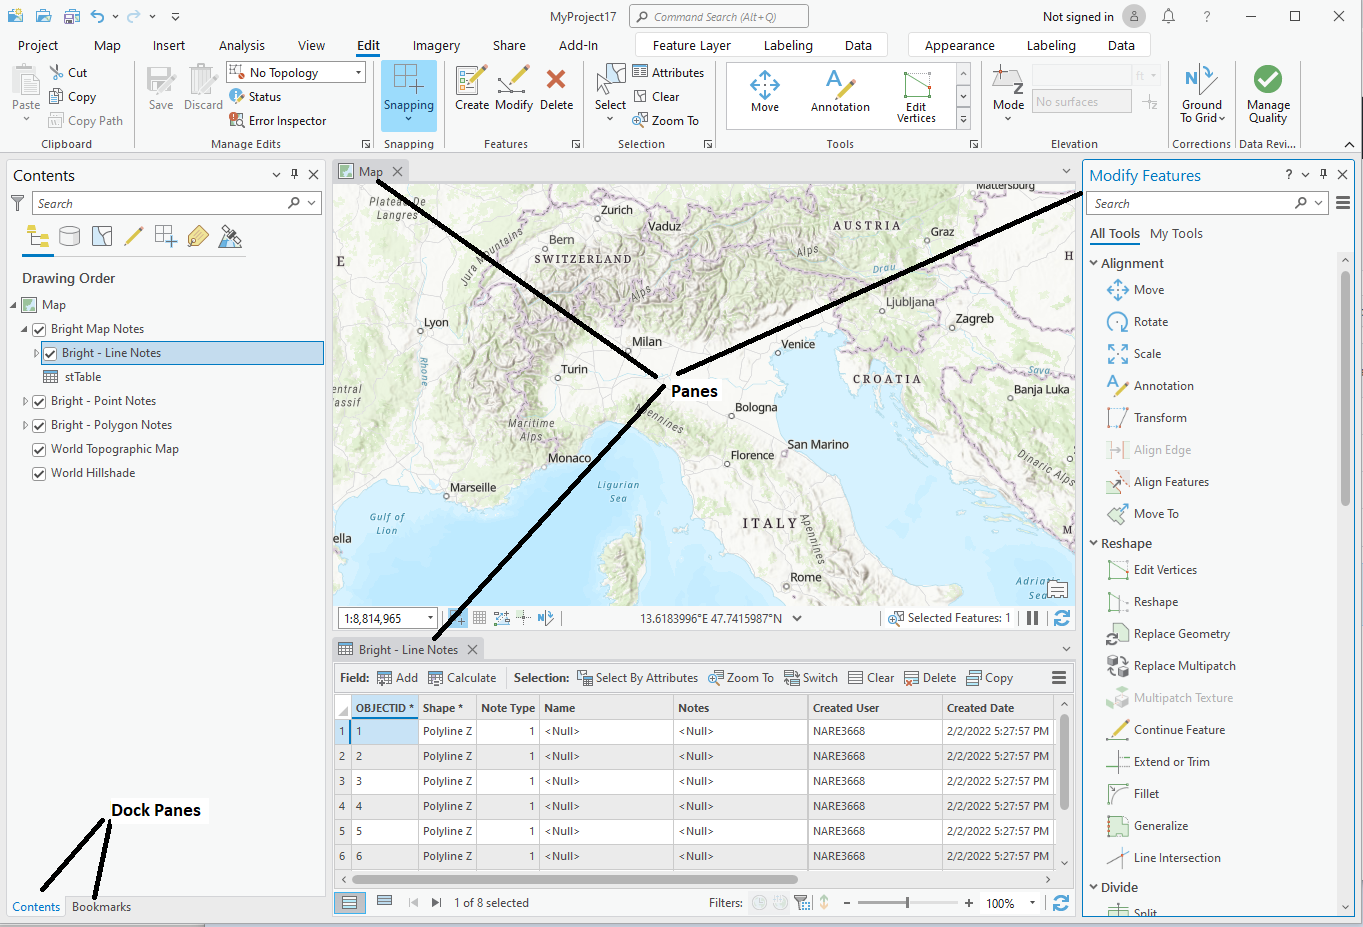 MyProject17
Command Search (Alt+Q)
Not signed in
?
Project Map Insert Analysis View Edit Imagery Share Add-In Feature Layer Labeling Data Appearance Labeling Data
Paste
Cut
Copy
Copy Path
Clipboard
Save
Discard
No Topology
Status
Error Inspector
Manage Edits
Snapping
Snapping
Create
Modify
Delete
Features
Select
Attributes
Clear
Zoom To
Selection
Move
Annotation
Edit
Vertices
Tools
Mode
ft
No surfaces
Elevation
Ground
To Grid
Corrections
Manage
Quality
Data Revi...
Contents
Search
Drawing Order
Map
Bright Map Notes
Bright - Line Notes
stTable
Bright - Point Notes
Bright - Polygon Notes
World Topographic Map
World Hillshade
Dock Panes
Contents Bookmarks
Map
Mattersburg
Plateau De
Langres
Zurich
Vaduz
AUSTRIA
Graz
Bern
Jura Mountains
SWITZERLAND
Alps
Alps
E
H
Drau
Ljubljana
Lyon
Zagreb
Milan
Venice
Rhone
Turin
CROATIA
Sava
Banja Luka
entral
assif
Panes
Bologna
Apennines
Maritime
Alps
San Marino
Monaco
Florence
Dinaric Alps
Marseille
Ligurian
Sea
Gulf of
Lion
ITALY
Apennines
M
ella
Rome
Adriatic
Sea
1:8,814,965
13.6183996°E 47.7415987°N
Selected Features: 1
Bright - Line Notes
Field: Add Calculate Selection: Select By Attributes Zoom To Switch Clear Delete Copy
OBJECTID * Shape * Note Type Name Notes Created User Created Date
1 1 Polyline Z 1 <Null> <Null> NARE3668 2/2/2022 5:27:57 PM
2 2 Polyline Z 1 <Null> <Null> NARE3668 2/2/2022 5:27:57 PM
3 3 Polyline Z 1 <Null> <Null> NARE3668 2/2/2022 5:27:57 PM
4 4 Polyline Z 1 <Null> <Null> NARE3668 2/2/2022 5:27:57 PM
5 5 Polyline Z 1 <Null> <Null> NARE3668 2/2/2022 5:27:57 PM
6 6 Polyline Z 1 <Null> <Null> NARE3668 2/2/2022 5:27:57 PM
1 of 8 selected
Filters:
100%
Modify Features
?
Search
All Tools My Tools
Alignment
Move
Rotate
Scale
Annotation
Transform
Align Edge
Align Features
Move To
Reshape
Edit Vertices
Reshape
Replace Geometry
Replace Multipatch
Multipatch Texture
Continue Feature
Extend or Trim
Fillet
Generalize
Line Intersection
Divide
Split